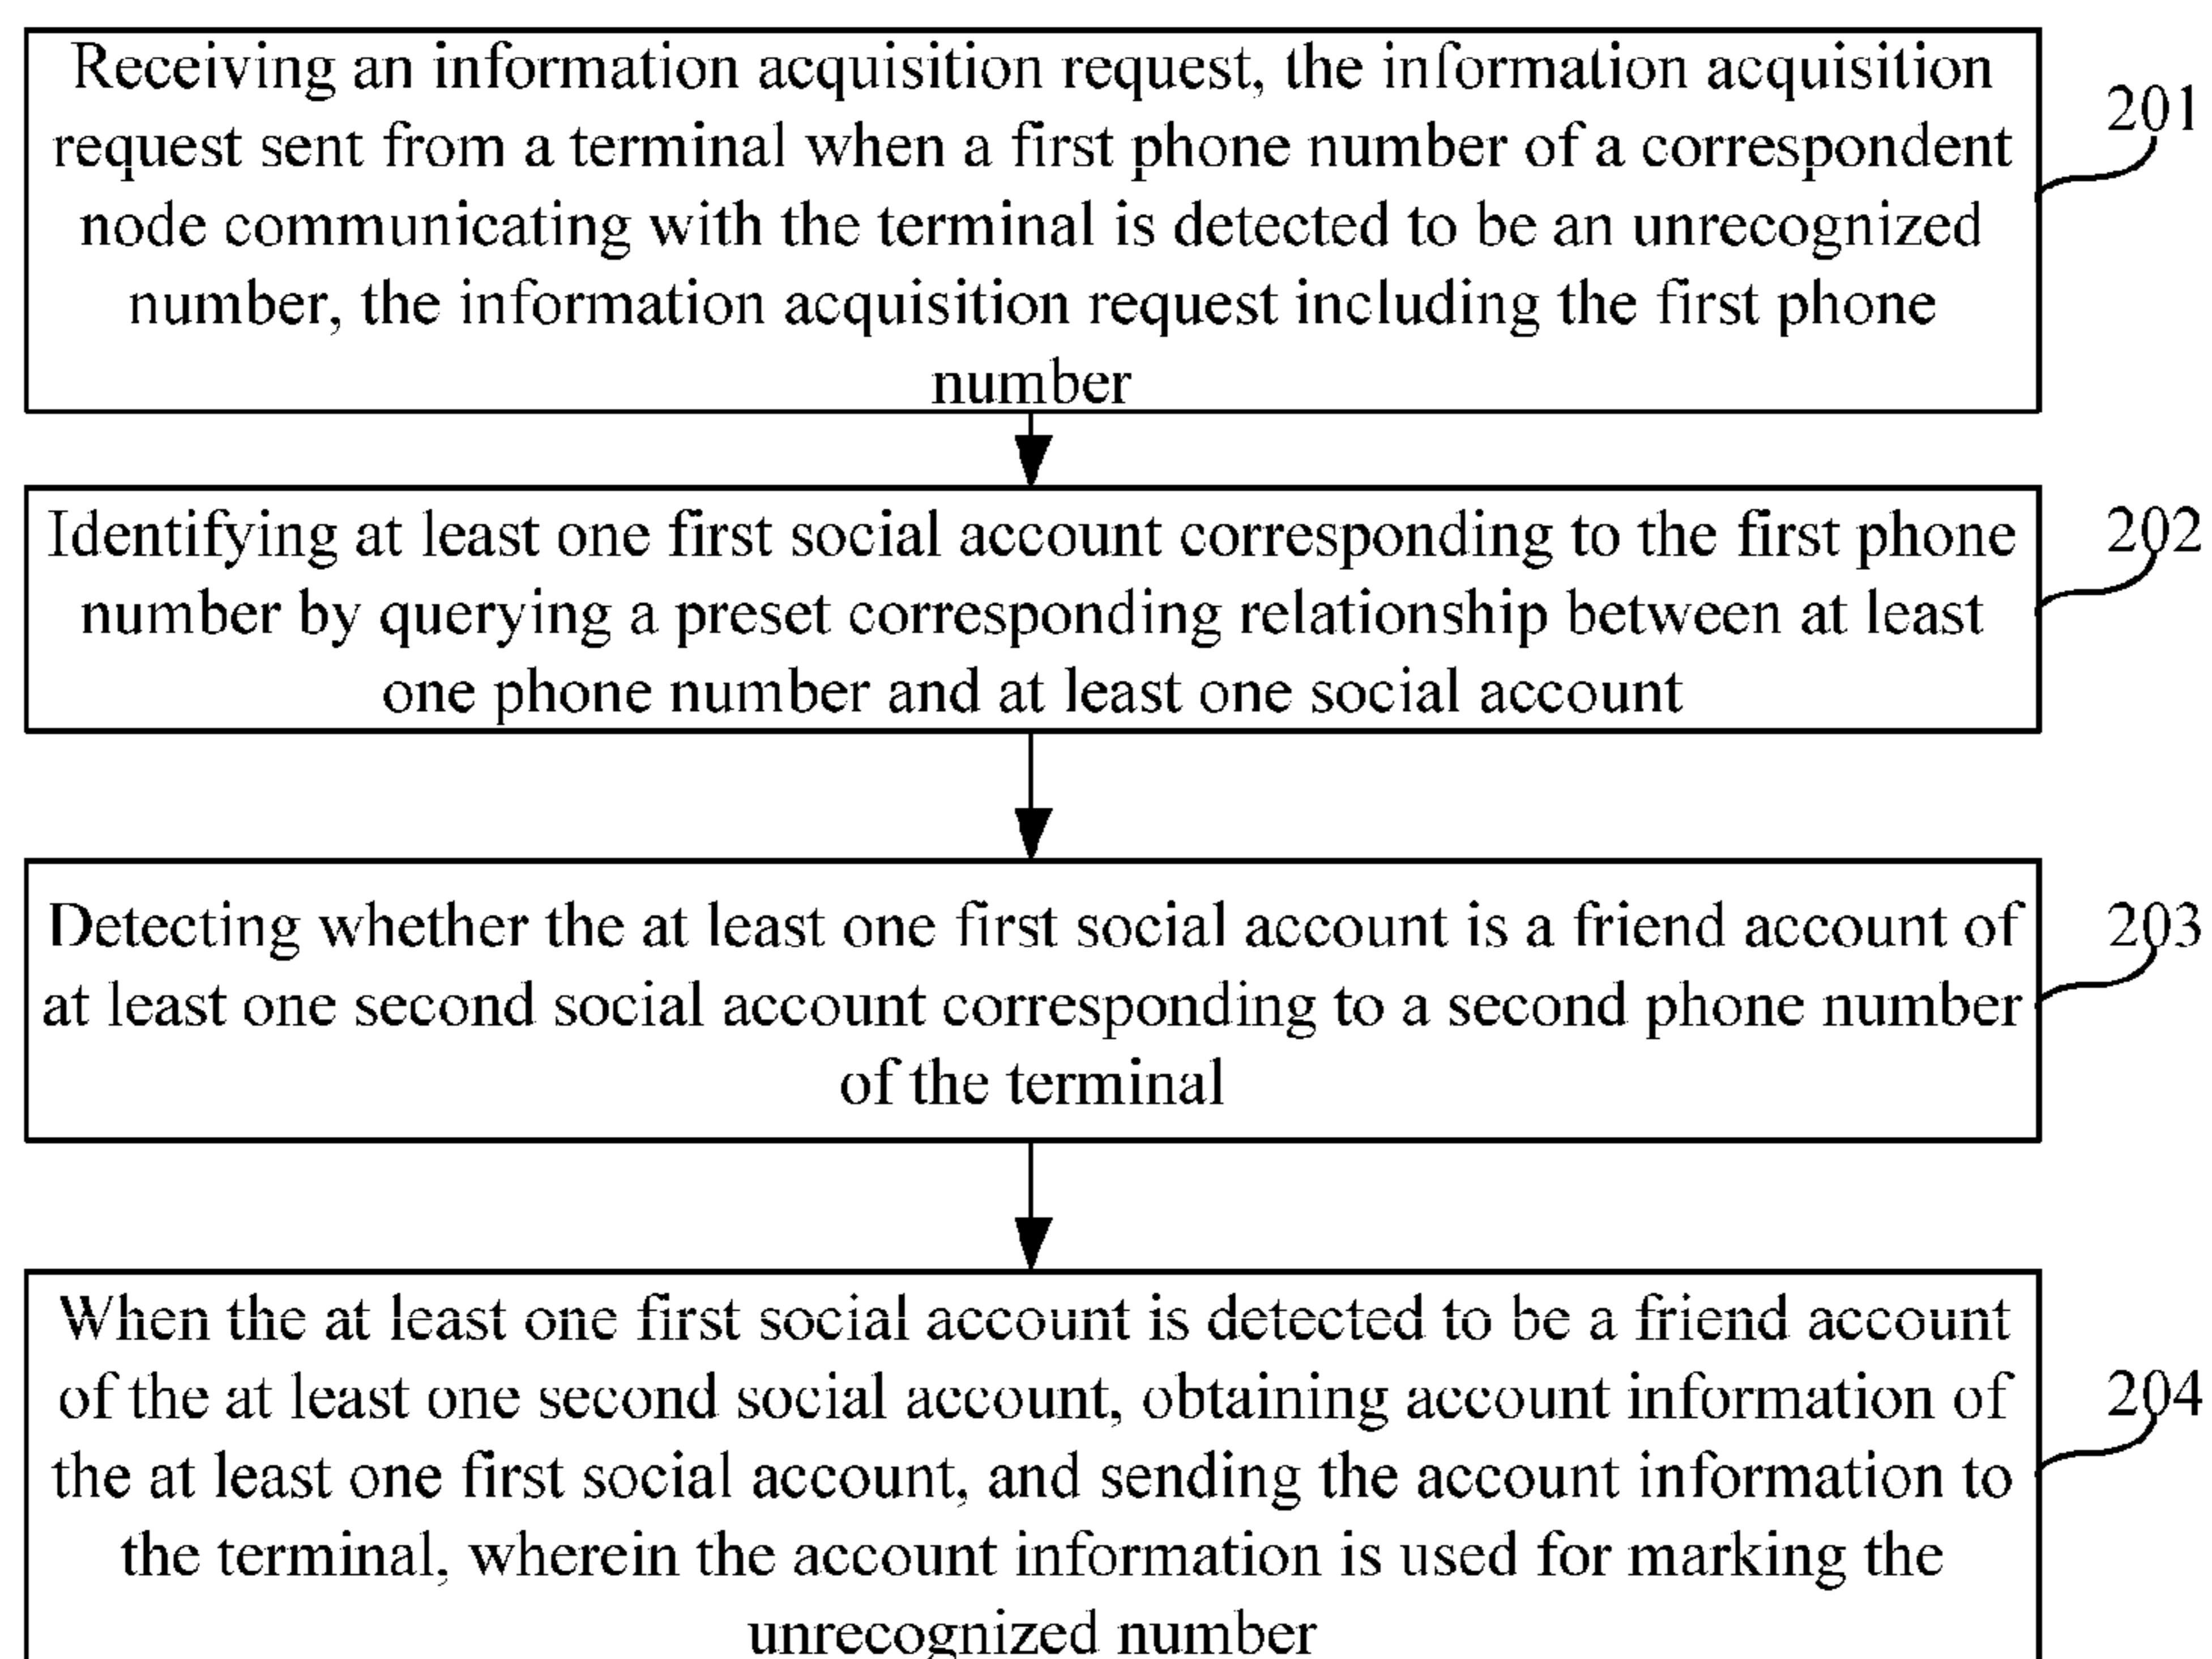 Receiving an information acquisition request, the information acquisition
request sent from a terminal when a first phone number of a correspondent
node communicating with the terminal is detected to be an unrecognized
number, the information acquisition request including the first phone
number
201
Identifying at least one first social account corresponding to the first phone
number by querying a preset corresponding relationship between at least
one phone number and at least one social account
202
Detecting whether the at least one first social account is a friend account of
at least one second social account corresponding to a second phone number
of the terminal
203
When the at least one first social account is detected to be a friend account
of the at least one second social account, obtaining account information of
the at least one first social account, and sending the account information to
the terminal, wherein the account information is used for marking the
unrecognized number
204